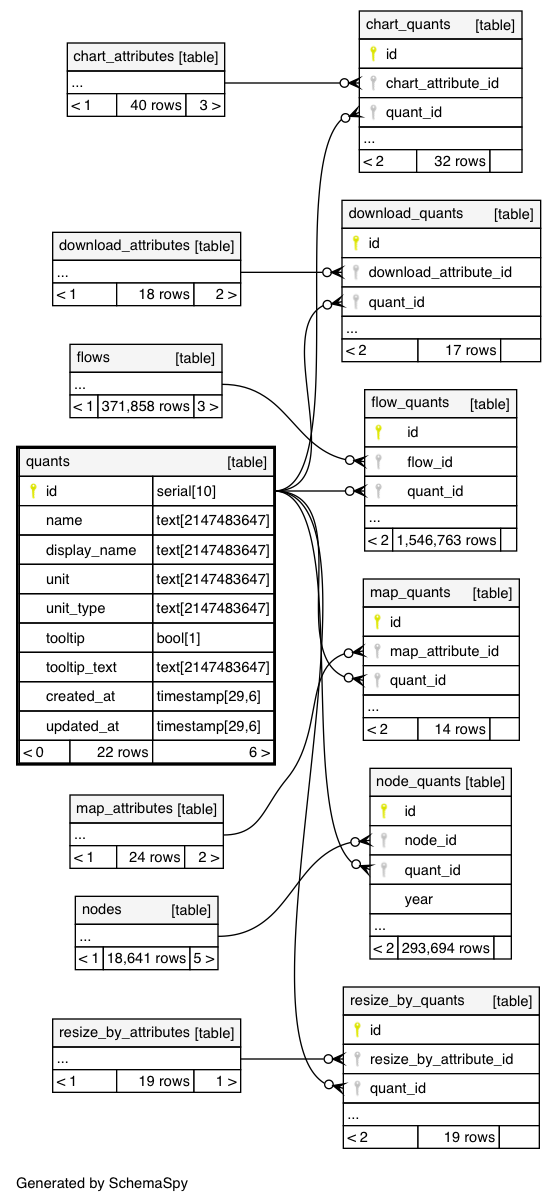 chart_quants [table]
id
chart_attribute_id
quant_id
...
< 2 32 rows
chart_attributes [table]
...
< 1 40 rows 3 >
download_quants [table]
id
download_attribute_id
quant_id
...
< 2 17 rows
download_attributes [table]
...
< 1 18 rows 2 >
flows [table]
...
< 1 371,858 rows 3 >
flow_quants [table]
id
flow_id
quant_id
...
< 2 1,546,763 rows
quants [table]
id serial[10]
name text[2147483647]
display_name text[2147483647]
unit text[2147483647]
unit_type text[2147483647]
tooltip bool[1]
tooltip_text text[2147483647]
created_at timestamp[29,6]
updated_at timestamp[29,6]
< 0 22 rows 6 >
map_quants [table]
id
map_attribute_id
quant_id
...
< 2 14 rows
map_attributes [table]
...
< 1 24 rows 2 >
node_quants [table]
id
node_id
quant_id
year
...
< 2 293,694 rows
nodes [table]
...
< 1 18,641 rows 5 >
resize_by_quants [table]
id
resize_by_attribute_id
quant_id
...
< 2 19 rows
resize_by_attributes [table]
...
< 1 19 rows 1 >
Generated by SchemaSpy